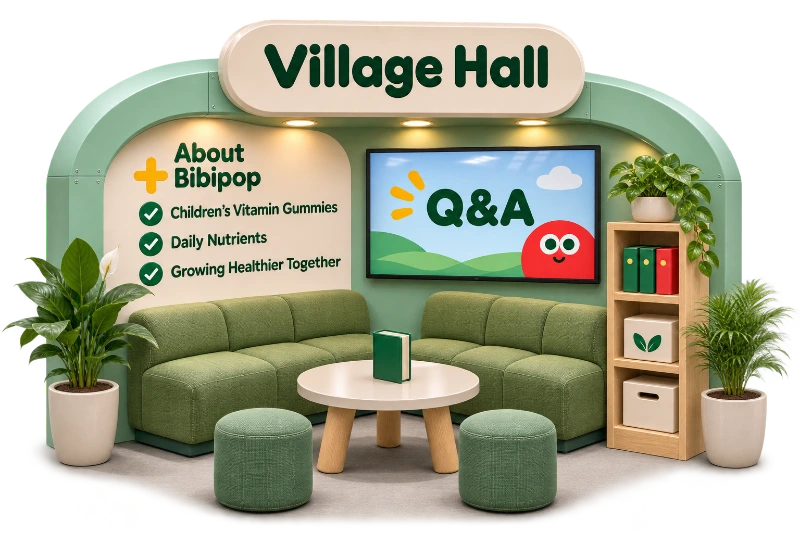 Village Hall
About
Bibipop
Children's Vitamin Gummies
Daily Nutrients
Growing Healthier Together
Q&A